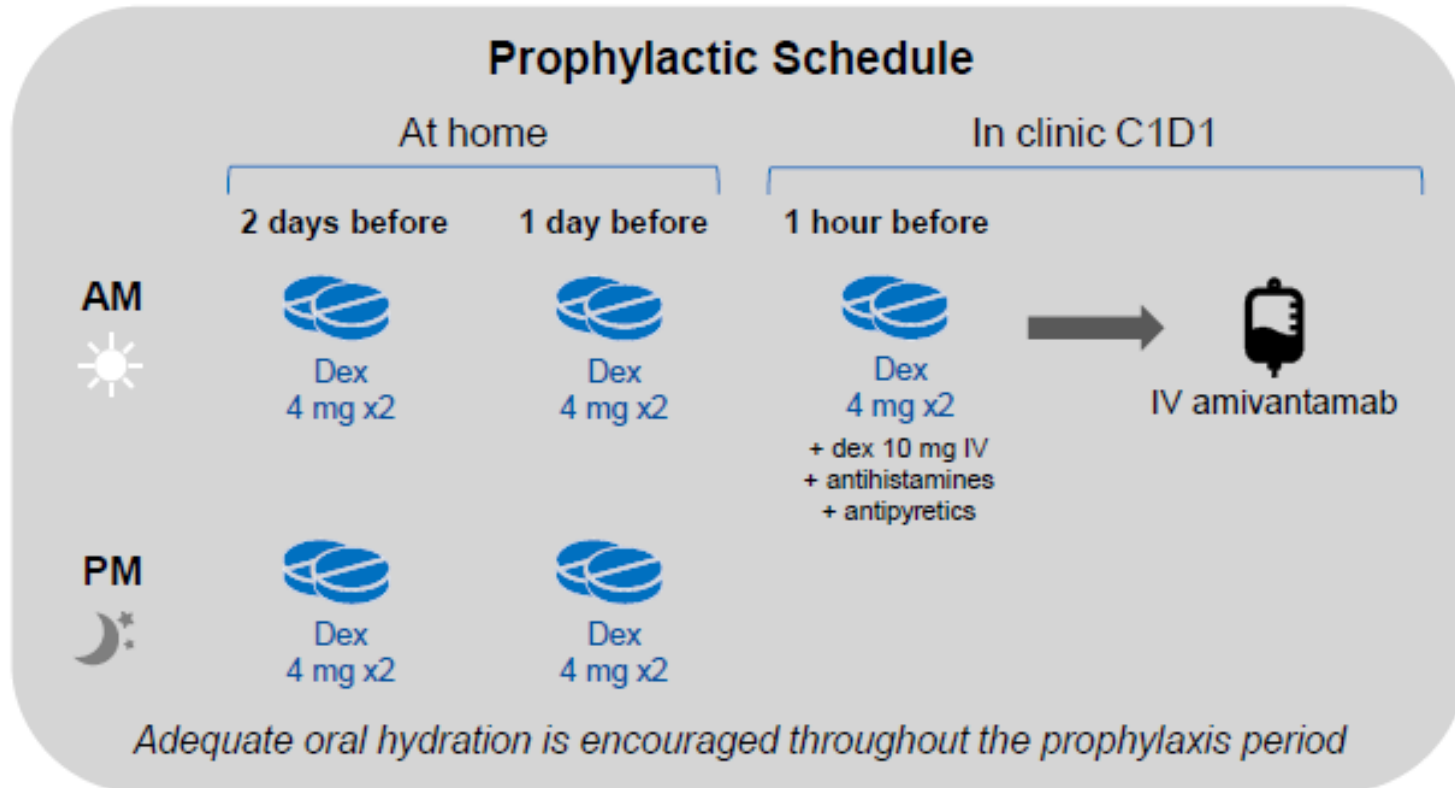 Prophylactic Schedule
At home
In clinic C1D1
2 days before
1 day before
1 hour before
AM
Dex
4 mg x2
Dex
4 mg x2
Dex
4 mg x2
+ dex 10 mg IV
+ antihistamines
+ antipyretics
IV amivantamab
PM
Dex
4 mg x2
Dex
4 mg x2
Adequate oral hydration is encouraged throughout the prophylaxis period